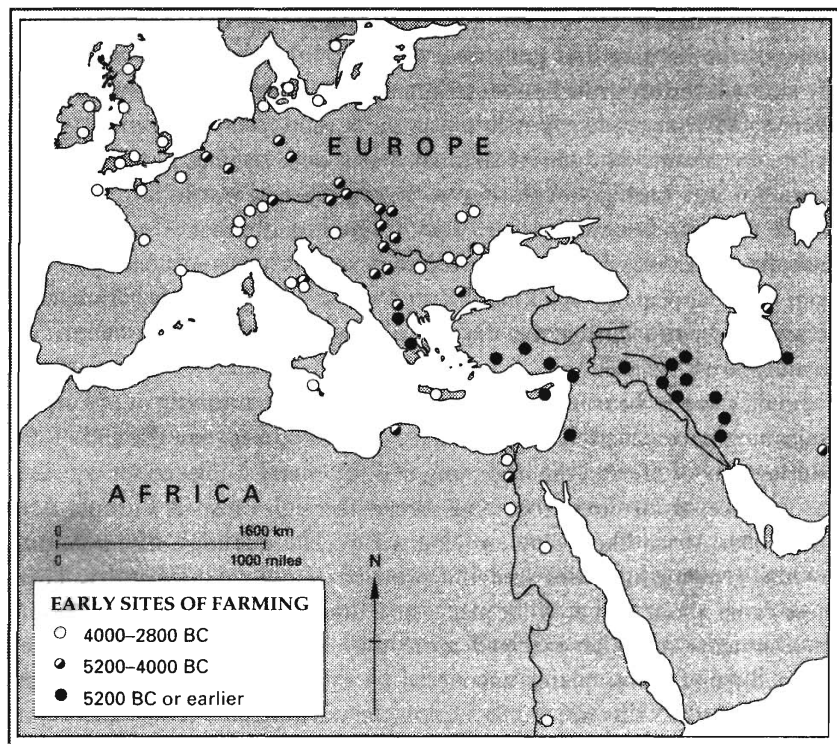 EUROPE
AFRICA
0 1600 km
0 1000 miles
N
EARLY SITES OF FARMING
4000–2800 BC
5200–4000 BC
5200 BC or earlier